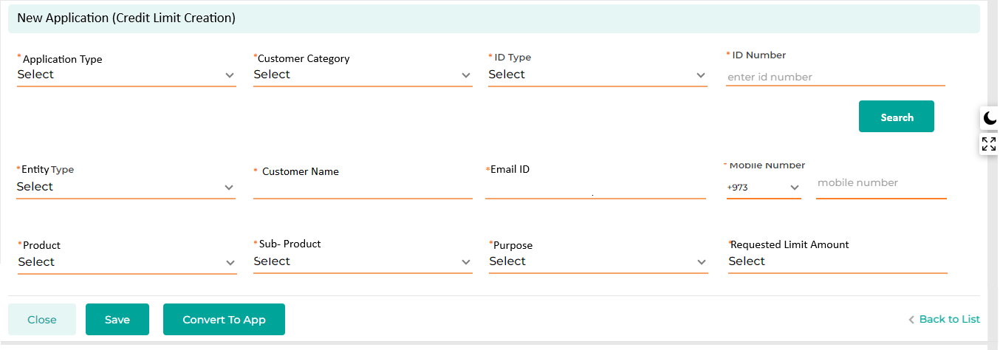 New Application (Credit Limit Creation)
*Application Type
*Customer Category
* ID Type
* ID Number
Select
Select
Select
enter id number
Search
*Entity Type
* Customer Name
*Email ID
* Mobile Number
Select
.
+973
mobile number
*Product
* Sub- Product
*Purpose
*Requested Limit Amount
Select
Select
Select
Select
Close
Save
Convert To App
< Back to List